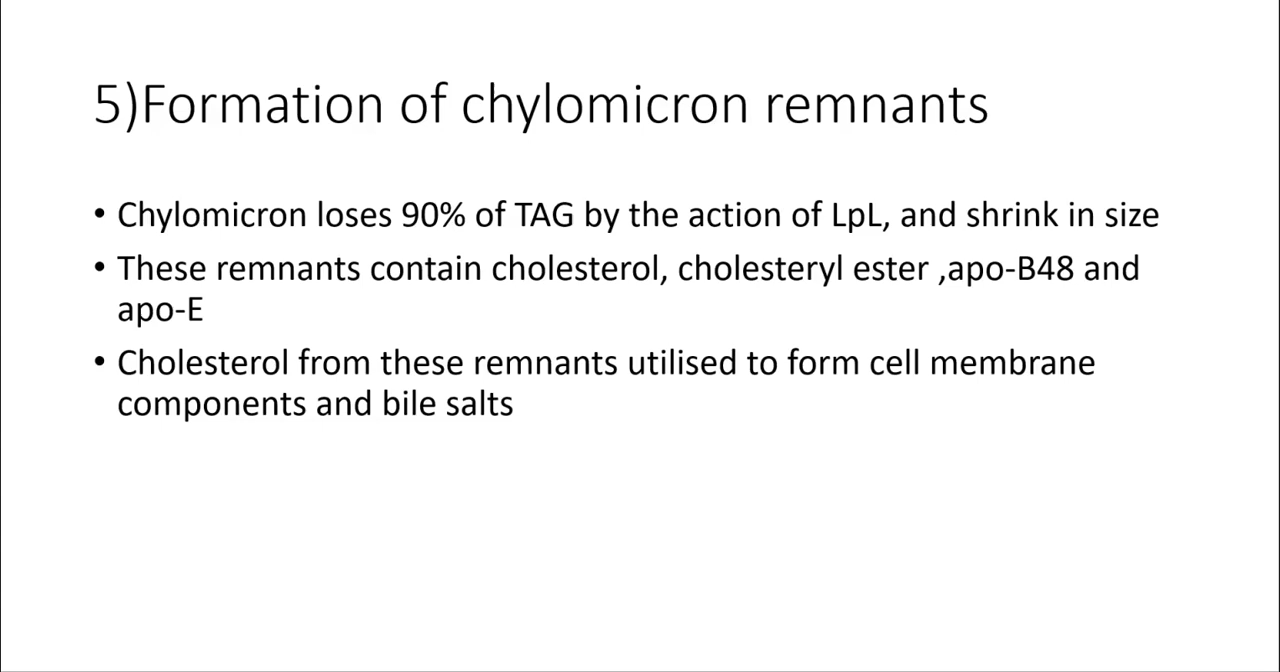 5)Formation of chylomicron remnants
• Chylomicron loses 90% of TAG by the action of LpL, and shrink in size
• These remnants contain cholesterol, cholesteryl ester ,apo-B48 and
apo-E
• Cholesterol from these remnants utilised to form cell membrane
components and bile salts